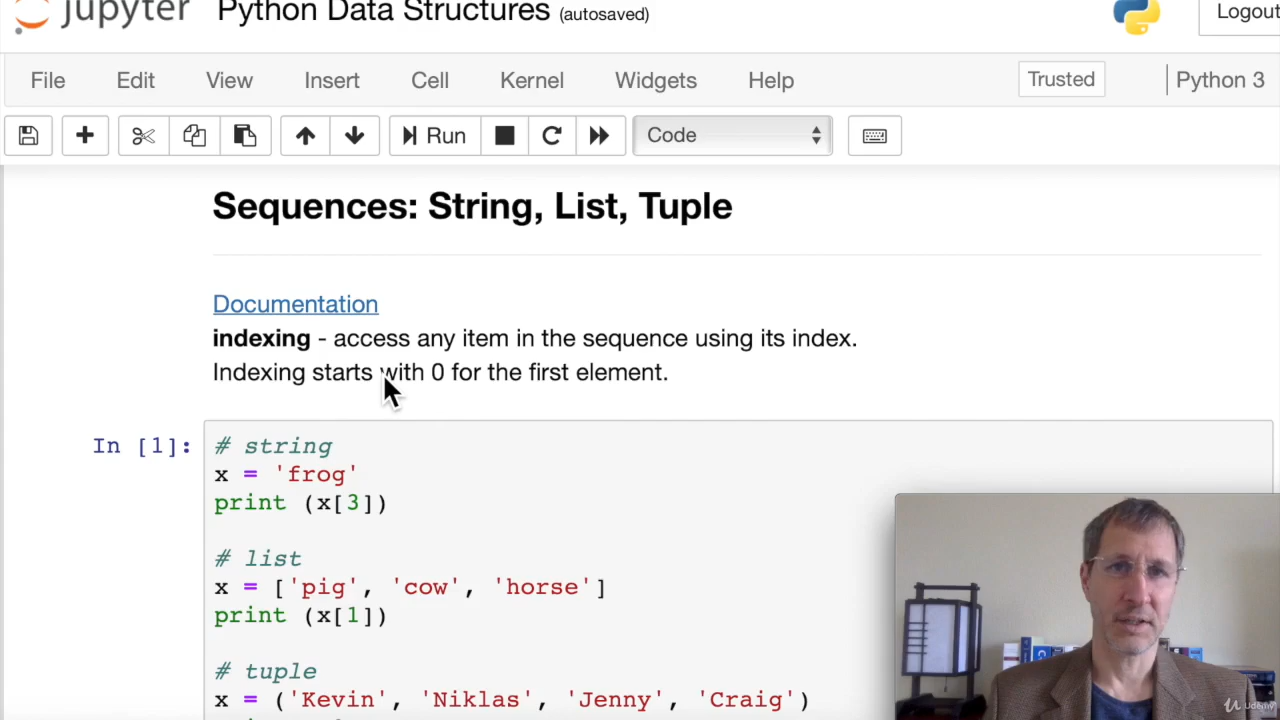 jupyter Python Data Structures (autosaved) Logout
File Edit View Insert Cell Kernel Widgets Help Trusted Python 3
Run Code
Sequences: String, List, Tuple
Documentation
indexing - access any item in the sequence using its index.
Indexing starts with 0 for the first element.
In [1]: # string
x = 'frog'
print (x[3])
# list
x = ['pig', 'cow', 'horse']
print (x[1])
# tuple
x = ('Kevin', 'Niklas', 'Jenny', 'Craig')
Udemy